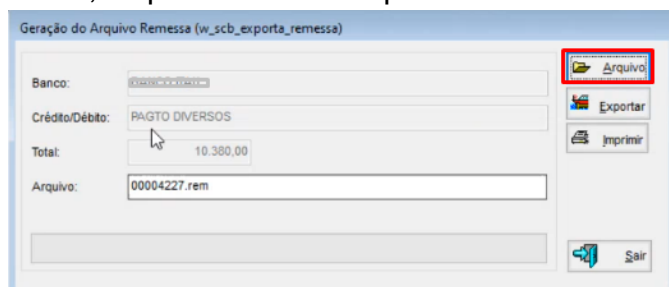 Geração do Arquivo Remessa (w_scb_exporta_remessa)
Arquivo
Banco:
Exportar
Crédito/Débito: PAGTO DIVERSOS
Imprimir
Total: 10.380,00
Arquivo: 00004227.rem
Sair